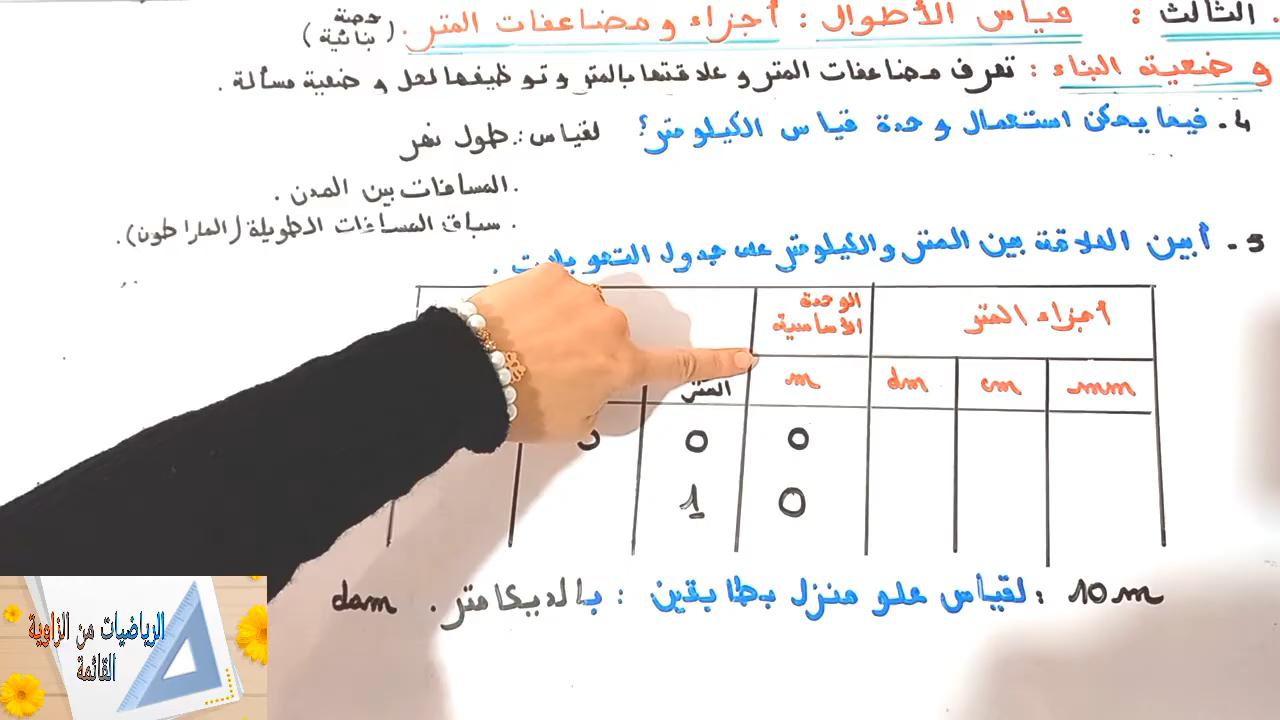 الثالث : قياس الأطوال : أجزاء و مضاعفات المتر. (حصة بنائية)
وضعية البناء : تعرف مضاعفات المتر و علاقتها بالمتر و توظيفها لحل وضعية مسألة .
4. فيما يمكن استعمال وحدة قياس الكيلومتر؟ لقياس : . طول نهر
. المسافات بين المدن .
. سباق المسافات الطويلة (الماراطون) .
5. أبين العلاقة بين المتر والكيلومتر على جدول التحويلات .
أجزاء المتر
الوحدة الأساسية
mm cm dm m المتر
0 0 0
1 0
10m : لقياس علو منزل بطابقين : بالديكامتر . dam
الرياضيات من الزاوية
القائمة